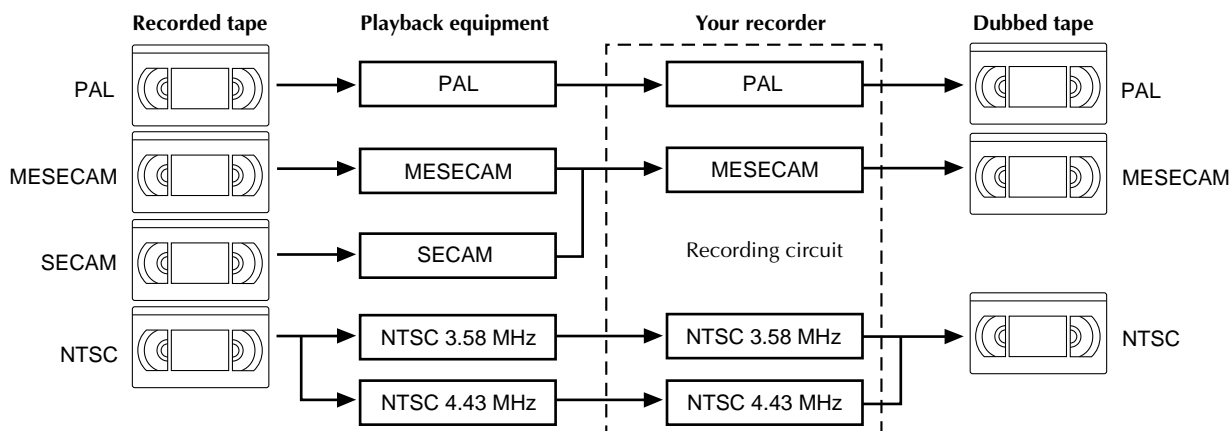 Recorded tape Playback equipment Your recorder Dubbed tape
PAL PAL PAL PAL
MESECAM MESECAM MESECAM MESECAM
SECAM SECAM Recording circuit
NTSC NTSC 3.58 MHz NTSC 3.58 MHz NTSC
NTSC 4.43 MHz NTSC 4.43 MHz